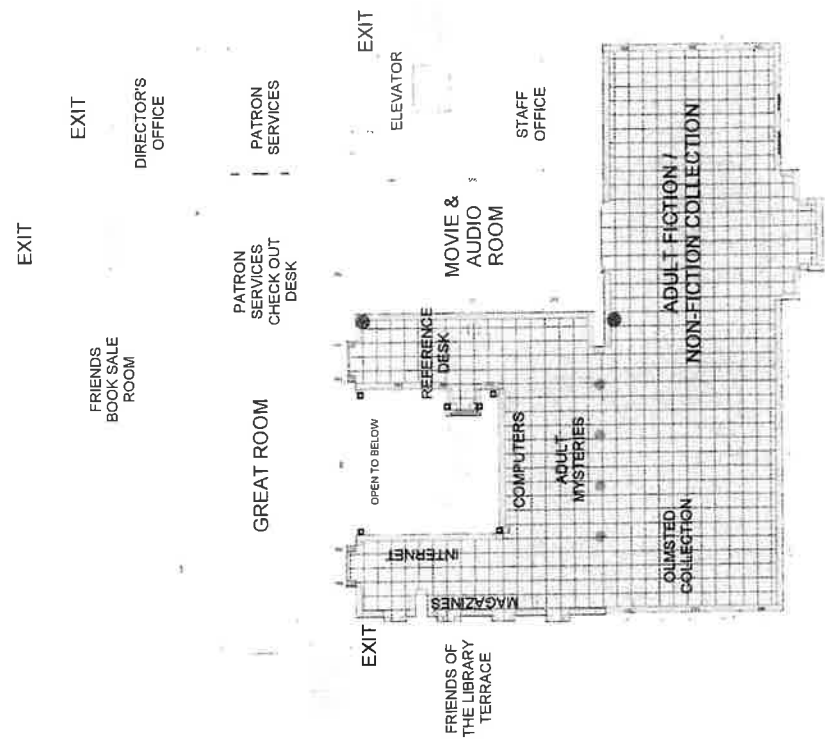 EXIT
DIRECTOR'S
OFFICE
PATRON
SERVICES
EXIT
ELEVATOR
STAFF
OFFICE
EXIT
FRIENDS
BOOK SALE
ROOM
PATRON
SERVICES
CHECK OUT
DESK
MOVIE &
AUDIO
ROOM
ADULT FICTION /
NON-FICTION COLLECTION
GREAT ROOM
OPEN TO BELOW
REFERENCE
DESK
COMPUTERS
ADULT
MYSTERIES
INTERNET
MAGAZINES
OLMSTED
COLLECTION
EXIT
FRIENDS OF
THE LIBRARY
TERRACE